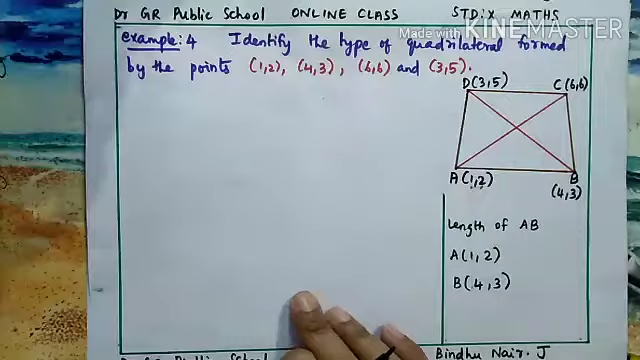 Dr GR Public School ONLINE CLASS STD:X MATHS
Made with KINEMASTER
example:4 Identify the type of quadrilateral formed
by the points (1,2), (4,3), (6,6) and (3,5).
D(3,5) C(6,6)
A(1,2) B
(4,3)
Length of AB
A(1,2)
B(4,3)
Bindhu Nair. J